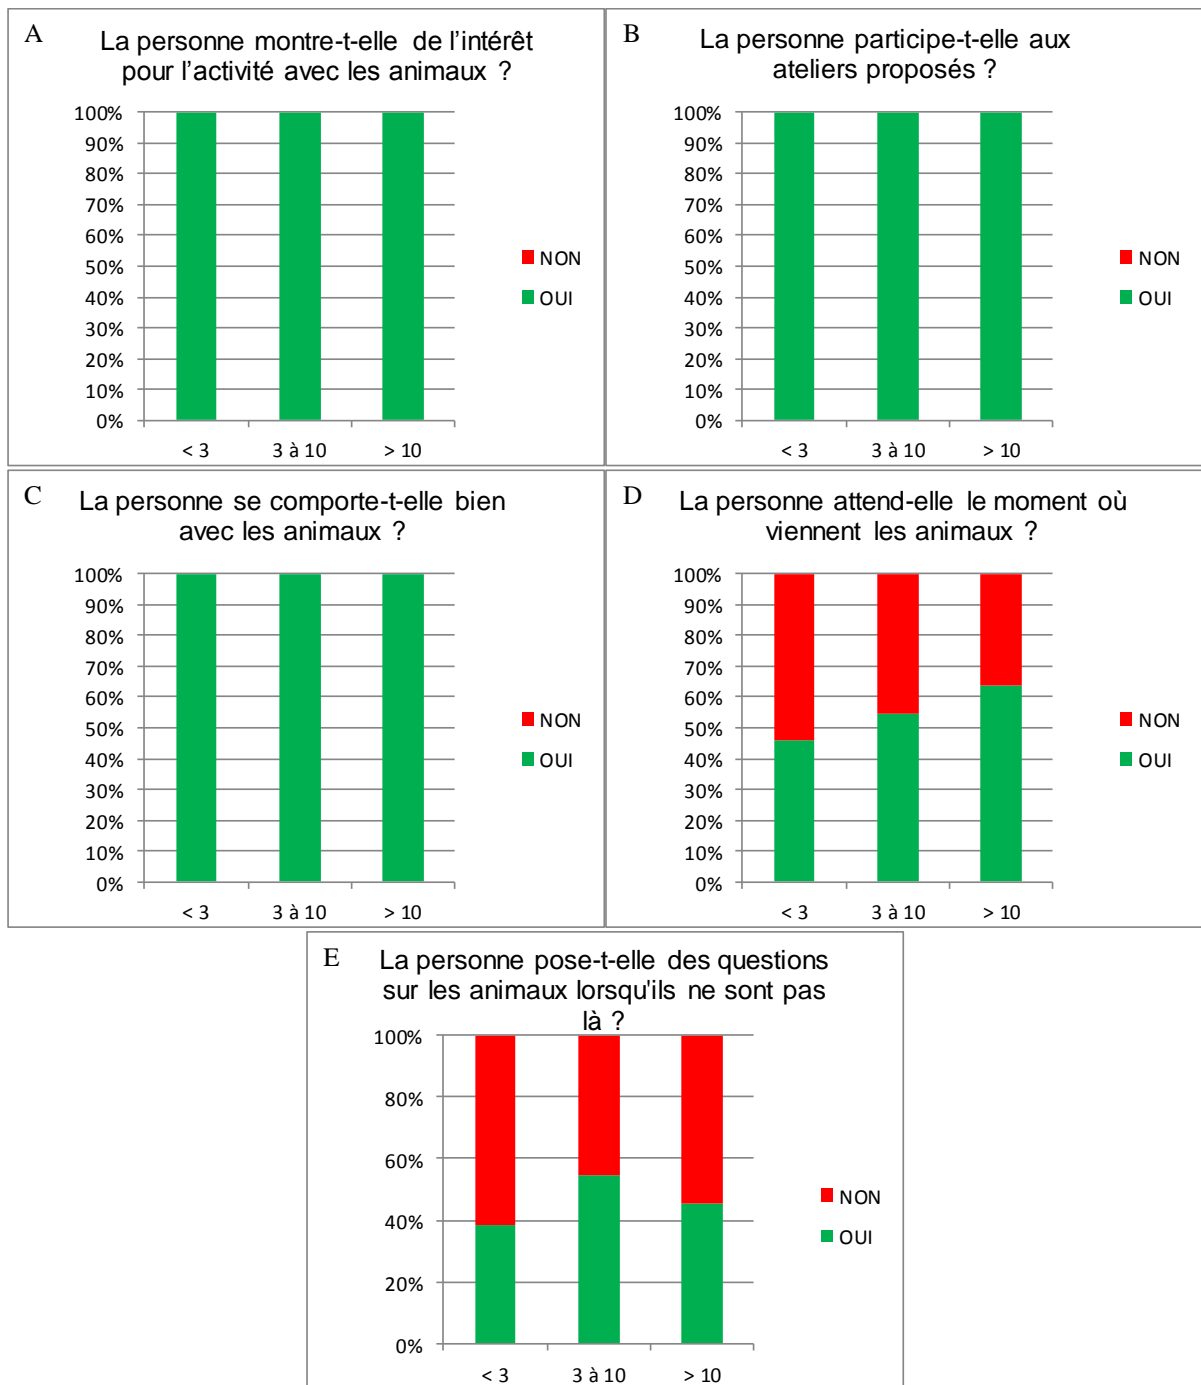 A
La personne montre-t-elle de l’intérêt
pour l’activité avec les animaux ?
100%
90%
80%
70%
60%
50%
40%
30%
20%
10%
0%
< 3
3 à 10
> 10
NON
OUI
B
La personne participe-t-elle aux
ateliers proposés ?
100%
90%
80%
70%
60%
50%
40%
30%
20%
10%
0%
< 3
3 à 10
> 10
NON
OUI
C
La personne se comporte-t-elle bien
avec les animaux ?
100%
90%
80%
70%
60%
50%
40%
30%
20%
10%
0%
< 3
3 à 10
> 10
NON
OUI
D
La personne attend-elle le moment où
viennent les animaux ?
100%
90%
80%
70%
60%
50%
40%
30%
20%
10%
0%
< 3
3 à 10
> 10
NON
OUI
E
La personne pose-t-elle des questions
sur les animaux lorsqu'ils ne sont pas
là ?
100%
80%
60%
40%
20%
0%
< 3
3 à 10
> 10
NON
OUI